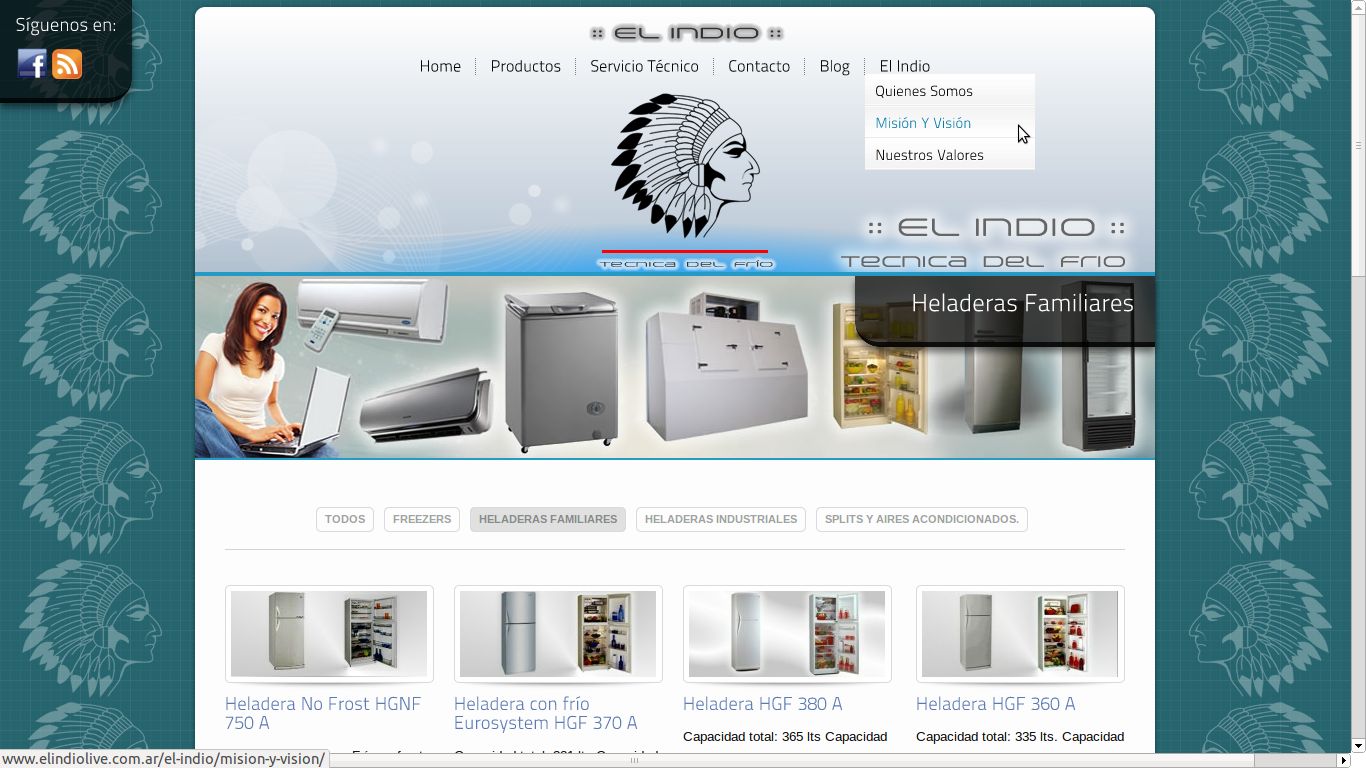 Síguenos en:
:: EL INDIO ::
Home
Productos
Servicio Técnico
Contacto
Blog
El Indio
Quienes Somos
Misión Y Visión
Nuestros Valores
TECNICA DEL FRÍO
:: EL INDIO ::
TECNICA DEL FRIO
Heladeras Familiares
TODOS
FREEZERS
HELADERAS FAMILIARES
HELADERAS INDUSTRIALES
SPLITS Y AIRES ACONDICIONADOS.
Heladera No Frost HGNF
750 A
Heladera con frío
Eurosystem HGF 370 A
Heladera HGF 380 A
Capacidad total: 365 lts Capacidad
Heladera HGF 360 A
Capacidad total: 335 lts. Capacidad
www.elindiolive.com.ar/el-indio/mision-y-vision/